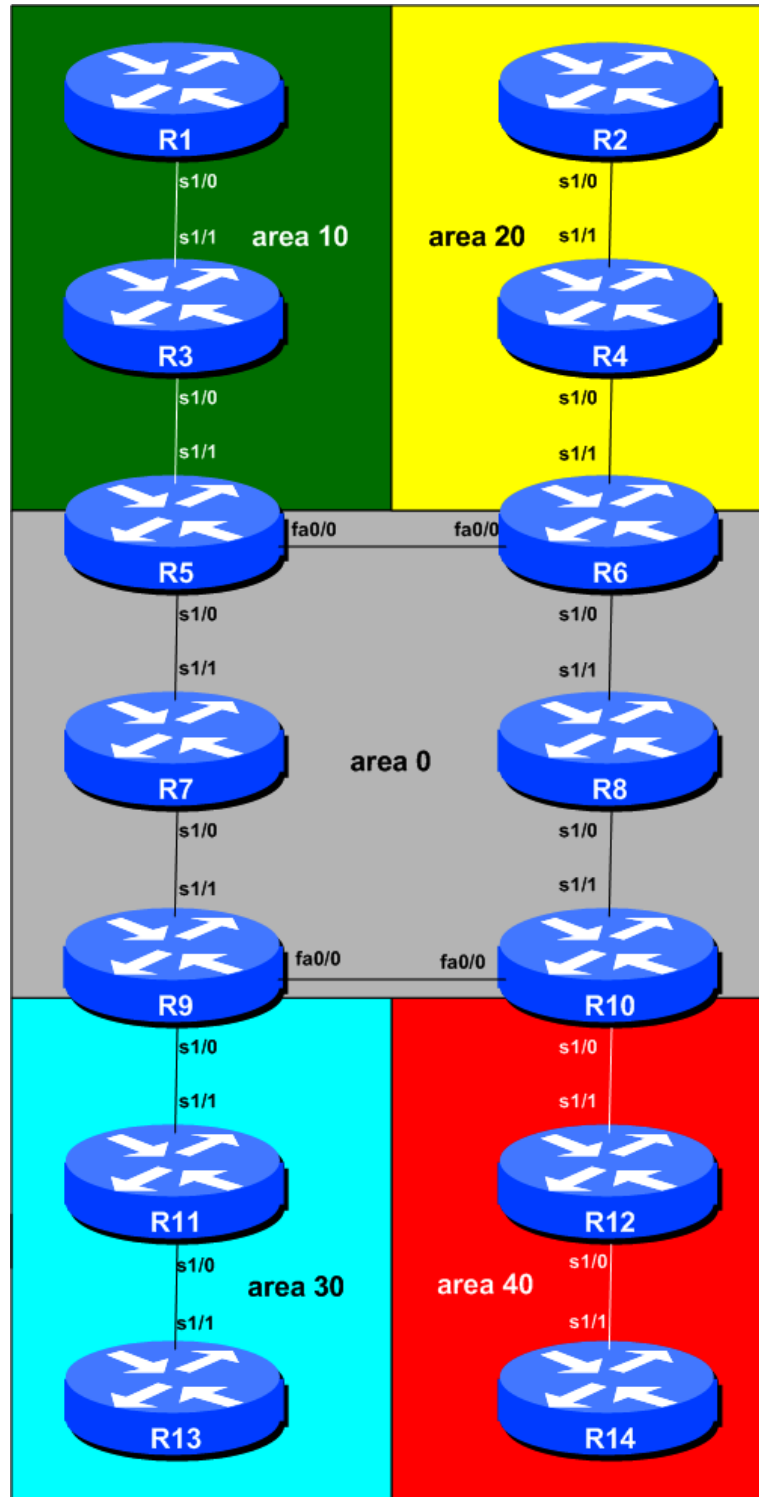 R1
R2
s1/0
s1/0
s1/1
area 10
area 20
s1/1
R3
R4
s1/0
s1/0
s1/1
s1/1
fa0/0
fa0/0
R5
R6
s1/0
s1/0
s1/1
s1/1
R7
area 0
R8
s1/0
s1/0
s1/1
s1/1
fa0/0
fa0/0
R9
R10
s1/0
s1/0
s1/1
s1/1
R11
R12
s1/0
s1/0
area 30
area 40
s1/1
s1/1
R13
R14